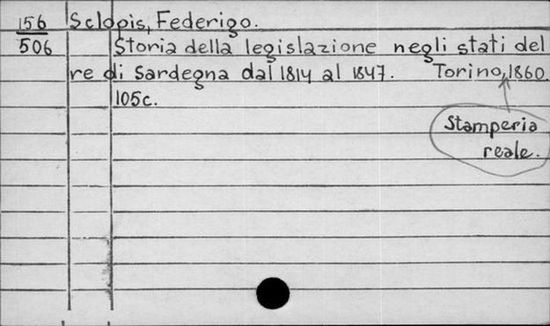 156 Sclopis, Federigo.
506 Storia della legislazione negli stati del
re di Sardegna dal 1814 al 1847. Torino, 1860.
105c.
Stamperia
reale.